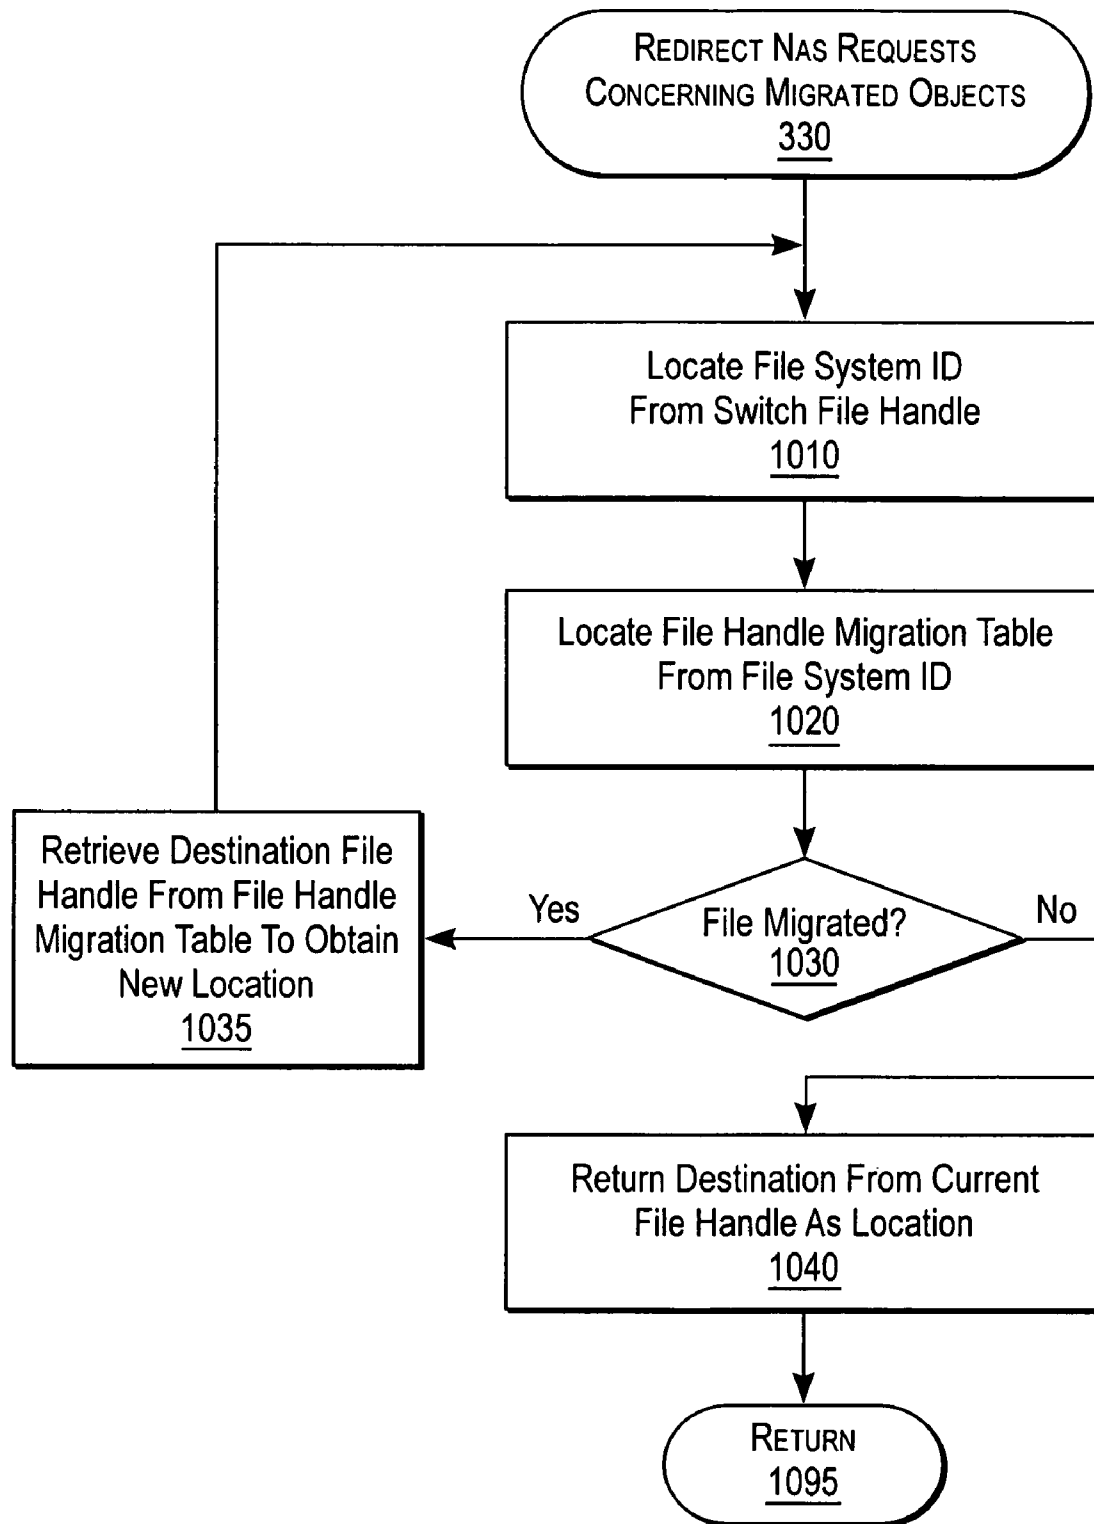 REDIRECT NAS REQUESTS
CONCERNING MIGRATED OBJECTS
330
Locate File System ID
From Switch File Handle
1010
Locate File Handle Migration Table
From File System ID
1020
Retrieve Destination File
Handle From File Handle
Migration Table To Obtain
New Location
1035
Yes
File Migrated?
1030
No
Return Destination From Current
File Handle As Location
1040
RETURN
1095